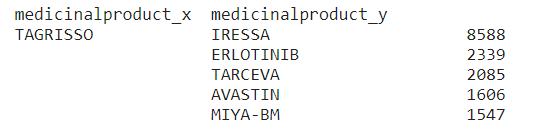 medicinalproduct_x medicinalproduct_y
TAGRISSO IRESSA 8588
ERLOTINIB 2339
TARCEVA 2085
AVASTIN 1606
MIYA-BM 1547